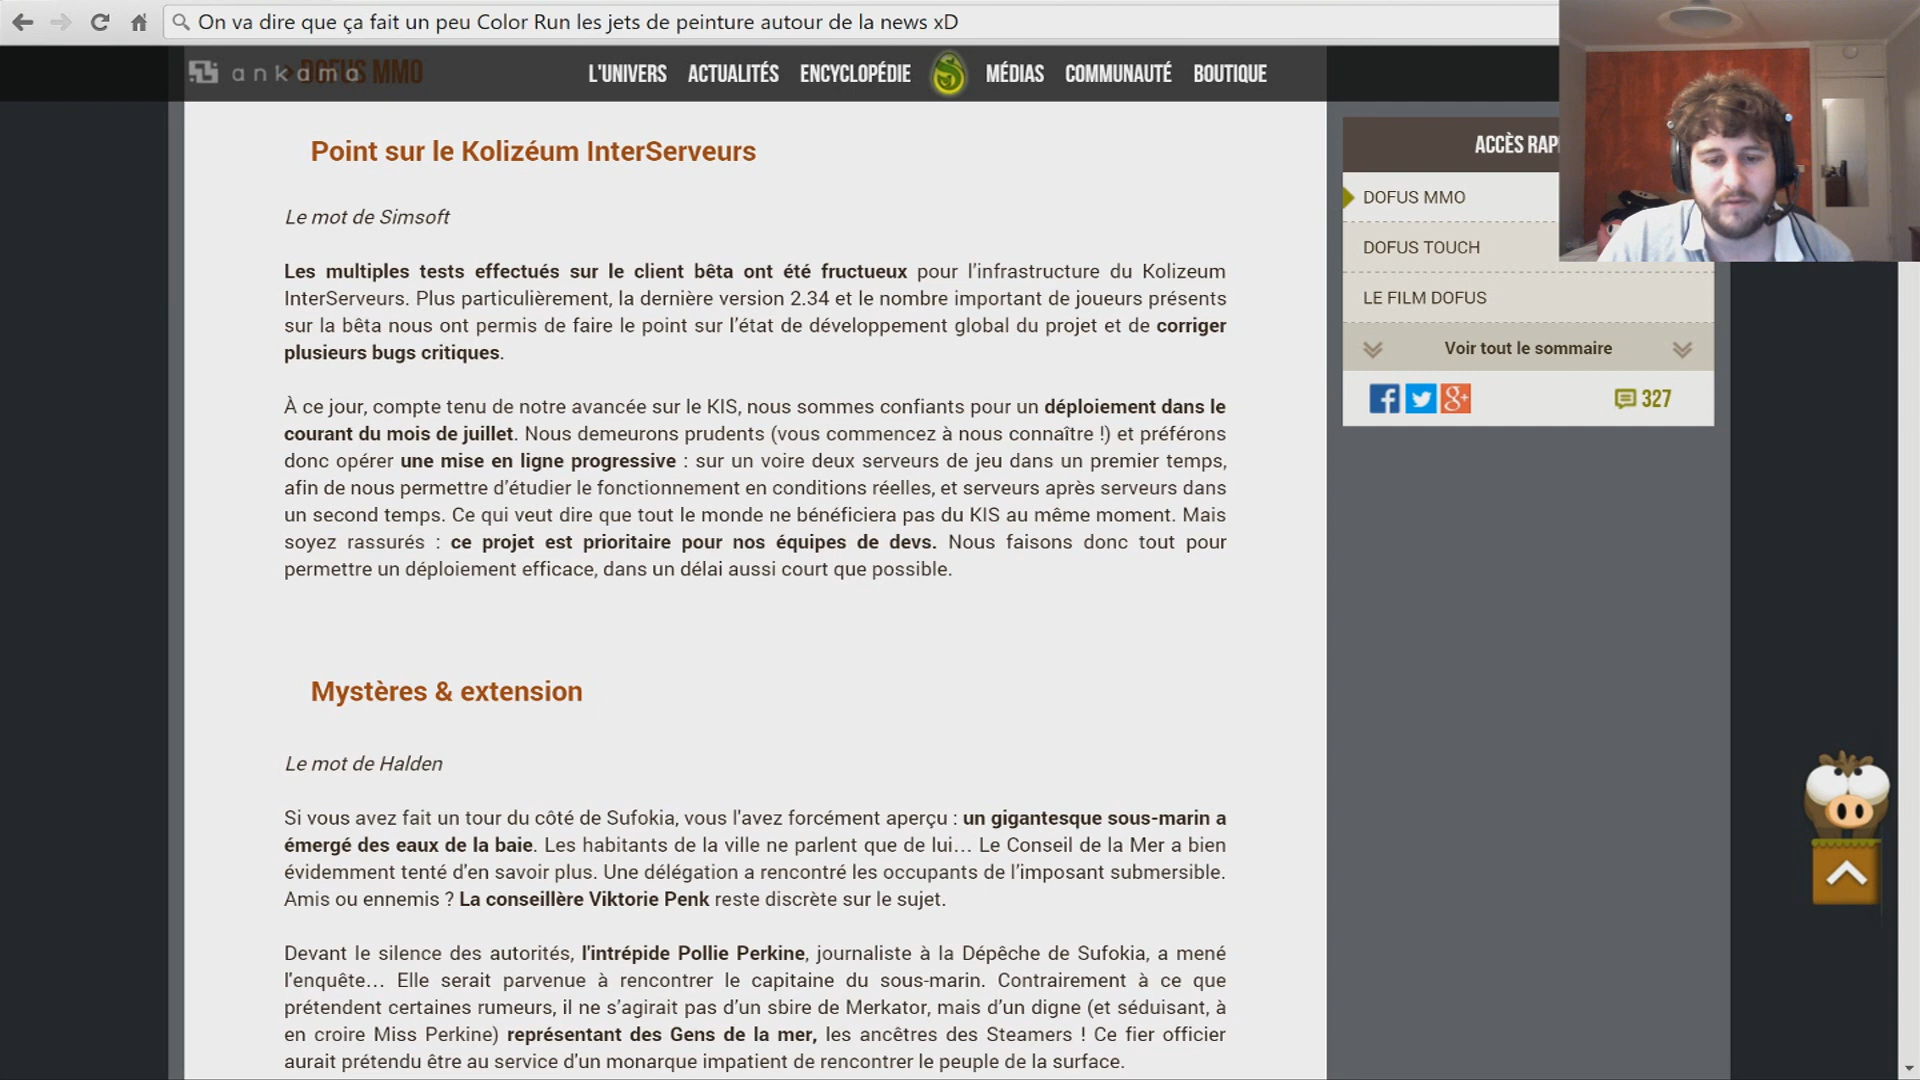 On va dire que ça fait un peu Color Run les jets de peinture autour de la news xD
ankama
DOFUS MMO
L'UNIVERS
ACTUALITÉS
ENCYCLOPÉDIE
MÉDIAS
COMMUNAUTÉ
BOUTIQUE
Point sur le Kolizéum InterServeurs
Le mot de Simsoft
Les multiples tests effectués sur le client bêta ont été fructueux pour l'infrastructure du Kolizeum
InterServeurs. Plus particulièrement, la dernière version 2.34 et le nombre important de joueurs présents
sur la bêta nous ont permis de faire le point sur l'état de développement global du projet et de corriger
plusieurs bugs critiques.
À ce jour, compte tenu de notre avancée sur le KIS, nous sommes confiants pour un déploiement dans le
courant du mois de juillet. Nous demeurons prudents (vous commencez à nous connaître !) et préférons
donc opérer une mise en ligne progressive : sur un voire deux serveurs de jeu dans un premier temps,
afin de nous permettre d'étudier le fonctionnement en conditions réelles, et serveurs après serveurs dans
un second temps. Ce qui veut dire que tout le monde ne bénéficiera pas du KIS au même moment. Mais
soyez rassurés : ce projet est prioritaire pour nos équipes de devs. Nous faisons donc tout pour
permettre un déploiement efficace, dans un délai aussi court que possible.
Mystères & extension
Le mot de Halden
Si vous avez fait un tour du côté de Sufokia, vous l'avez forcément aperçu : un gigantesque sous-marin a
émergé des eaux de la baie. Les habitants de la ville ne parlent que de lui… Le Conseil de la Mer a bien
évidemment tenté d'en savoir plus. Une délégation a rencontré les occupants de l'imposant submersible.
Amis ou ennemis ? La conseillère Viktorie Penk reste discrète sur le sujet.
Devant le silence des autorités, l'intrépide Pollie Perkine, journaliste à la Dépêche de Sufokia, a mené
l'enquête… Elle serait parvenue à rencontrer le capitaine du sous-marin. Contrairement à ce que
prétendent certaines rumeurs, il ne s'agirait pas d'un sbire de Merkator, mais d'un digne (et séduisant, à
en croire Miss Perkine) représentant des Gens de la mer, les ancêtres des Steamers ! Ce fier officier
aurait prétendu être au service d'un monarque impatient de rencontrer le peuple de la surface.
ACCÈS RAP
DOFUS MMO
DOFUS TOUCH
LE FILM DOFUS
Voir tout le sommaire
327